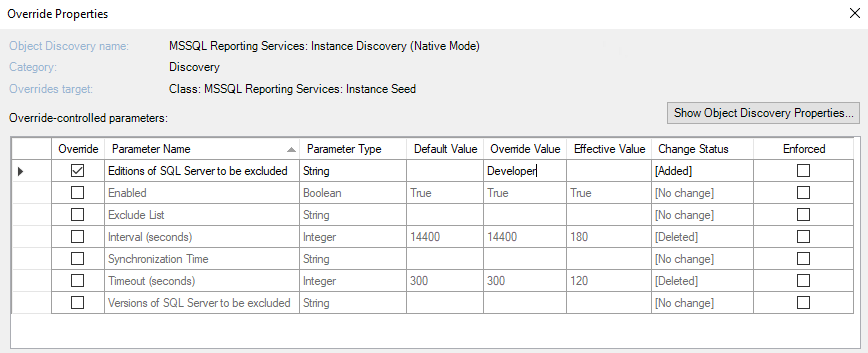 Override Properties
Object Discovery name: MSSQL Reporting Services: Instance Discovery (Native Mode)
Category: Discovery
Overrides target: Class: MSSQL Reporting Services: Instance Seed
Override-controlled parameters: Show Object Discovery Properties...
Override Parameter Name Parameter Type Default Value Override Value Effective Value Change Status Enforced
Editions of SQL Server to be excluded String Developer [Added]
Enabled Boolean True True True [No change]
Exclude List String [No change]
Interval (seconds) Integer 14400 14400 180 [Deleted]
Synchronization Time String [No change]
Timeout (seconds) Integer 300 300 120 [Deleted]
Versions of SQL Server to be excluded String [No change]